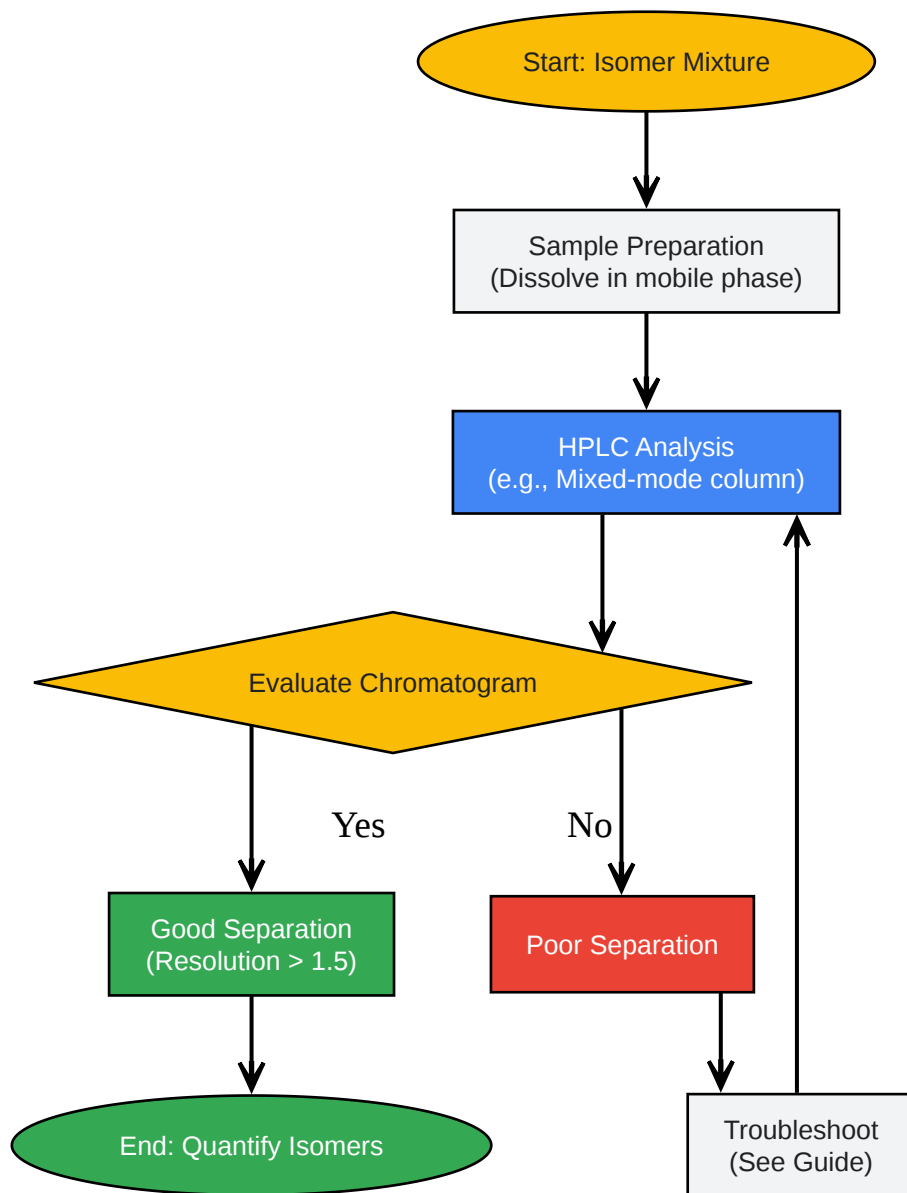 Start: Isomer Mixture
Sample Preparation
(Dissolve in mobile phase)
HPLC Analysis
(e.g., Mixed-mode column)
Evaluate Chromatogram
Yes
No
Good Separation
(Resolution > 1.5)
Poor Separation
End: Quantify Isomers
Troubleshoot
(See Guide)